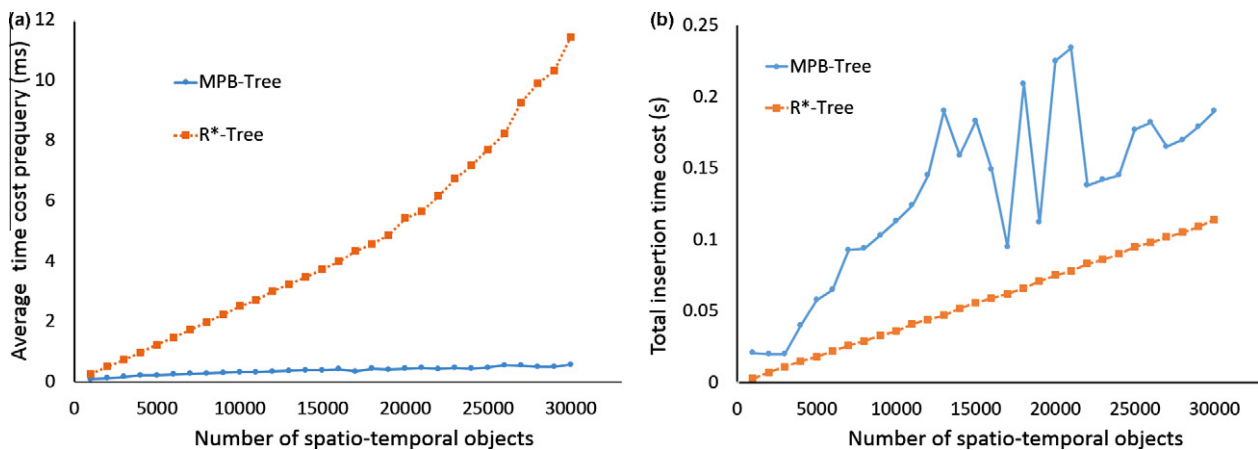 (a)
Average time cost prequery (ms)
12
10
8
6
4
2
0
MPB-Tree
R*-Tree
0 5000 10000 15000 20000 25000 30000
Number of spatio-temporal objects
(b)
Total insertion time cost (s)
0.25
0.2
0.15
0.1
0.05
0
MPB-Tree
R*-Tree
0 5000 10000 15000 20000 25000 30000
Number of spatio-temporal objects